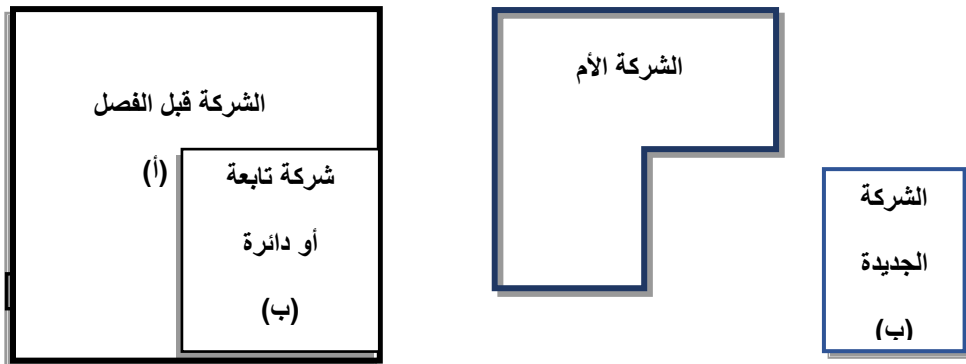 الشركة قبل الفصل
(أ)
شركة تابعة
أو دائرة
(ب)
الشركة الأم
الشركة
الجديدة
(ب)